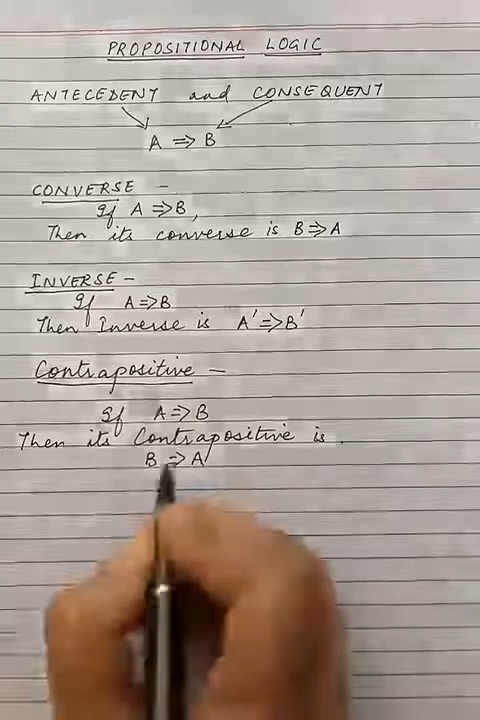 PROPOSITIONAL LOGIC
ANTECEDENT and CONSEQUENT
A ⇒ B
CONVERSE -
If A ⇒ B,
Then its converse is B ⇒ A
INVERSE -
If A ⇒ B
Then Inverse is A' ⇒ B'
Contrapositive -
If A ⇒ B
Then its Contrapositive is.
B ⇒ A'